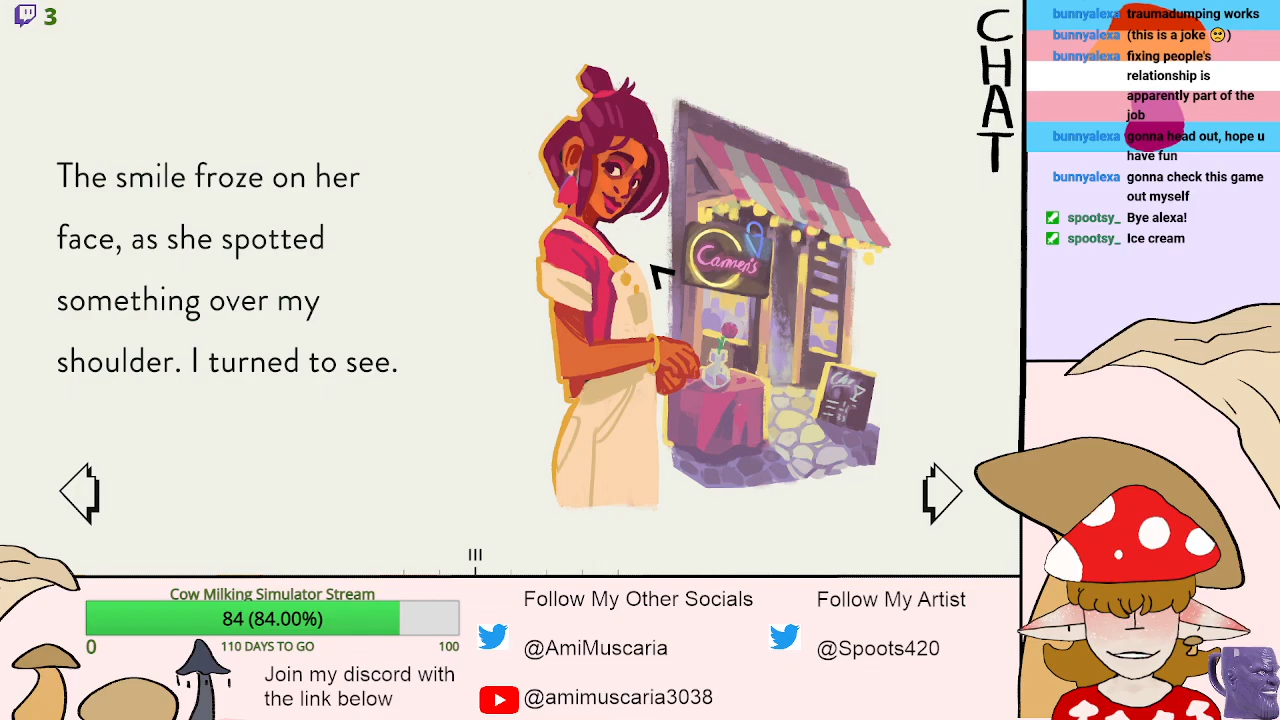 3
CHAT
The smile froze on her
face, as she spotted
something over my
shoulder. I turned to see.
Carmen's
III
bunnyalexa traumadumping works
bunnyalexa (this is a joke 🥺)
bunnyalexa fixing people's
relationship is
apparently part of the
job
bunnyalexa gonna head out, hope u
have fun
bunnyalexa gonna check this game
out myself
spootsy_ Bye alexa!
spootsy_ Ice cream
Cow Milking Simulator Stream
84 (84.00%)
0 110 DAYS TO GO 100
Join my discord with
the link below
Follow My Other Socials
@AmiMuscaria
@amimuscaria3038
Follow My Artist
@Spoots420